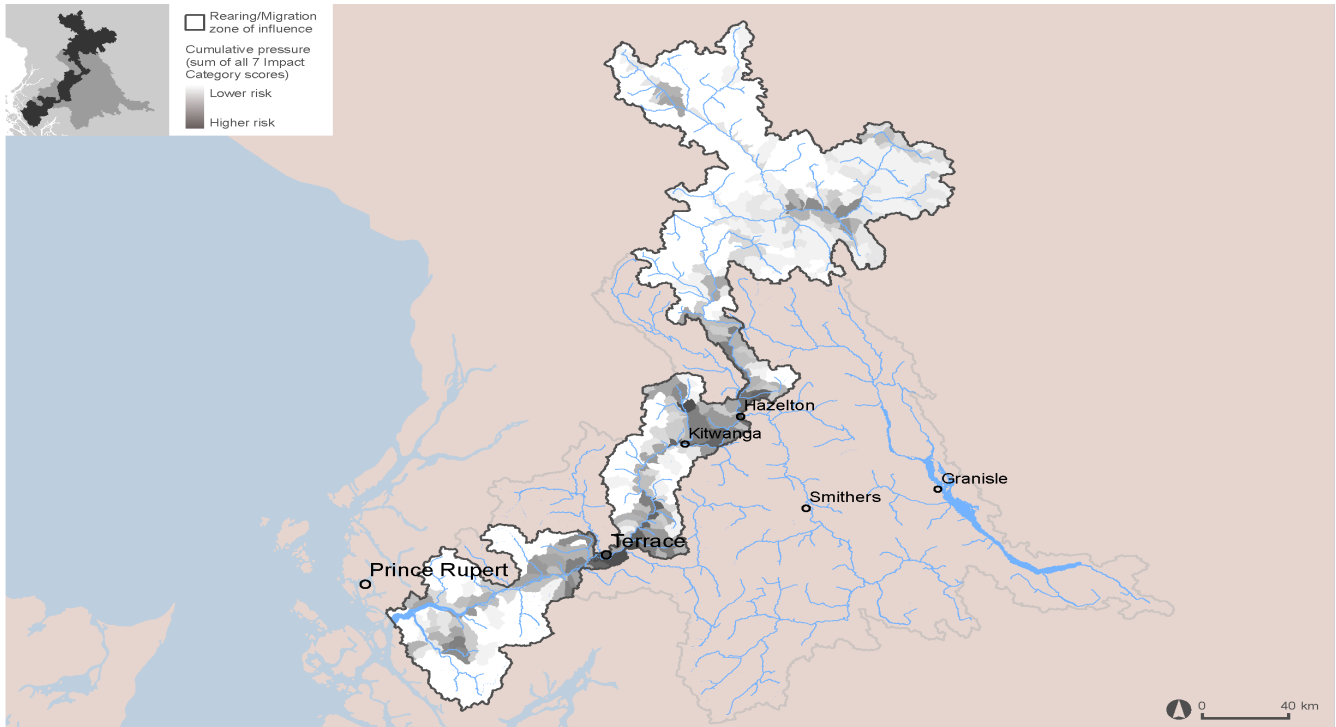 Rearing/Migration
zone of influence
Cumulative pressure
(sum of all 7 Impact
Category scores)
Lower risk
Higher risk
Hazelton
Kitwanga
Granisle
Smithers
Terrace
Prince Rupert
0 40 km